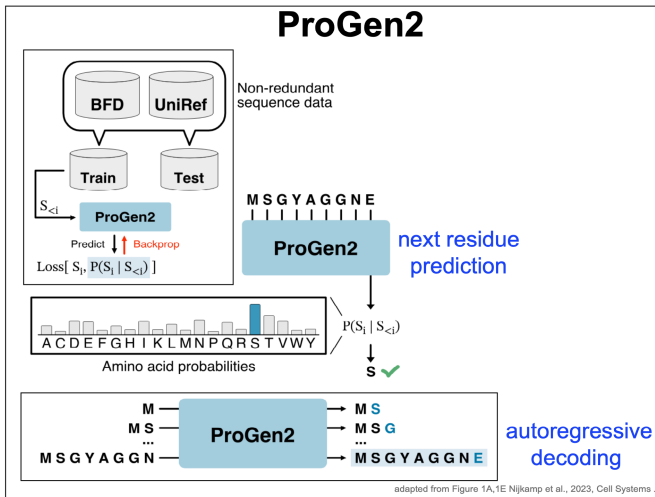 ProGen2
BFD
UniRef
Non-redundant
sequence data
Train
Test
S<i
ProGen2
Predict
Backprop
Loss[ Si, P(Si | S<i) ]
M S G Y A G G N E
ProGen2
next residue
prediction
A C D E F G H I K L M N P Q R S T V W Y
Amino acid probabilities
P(Si | S<i)
S
M
M S
...
M S G Y A G G N
ProGen2
M S
M S G
...
M S G Y A G G N E
autoregressive
decoding
adapted from Figure 1A,1E Nijkamp et al., 2023, Cell Systems .